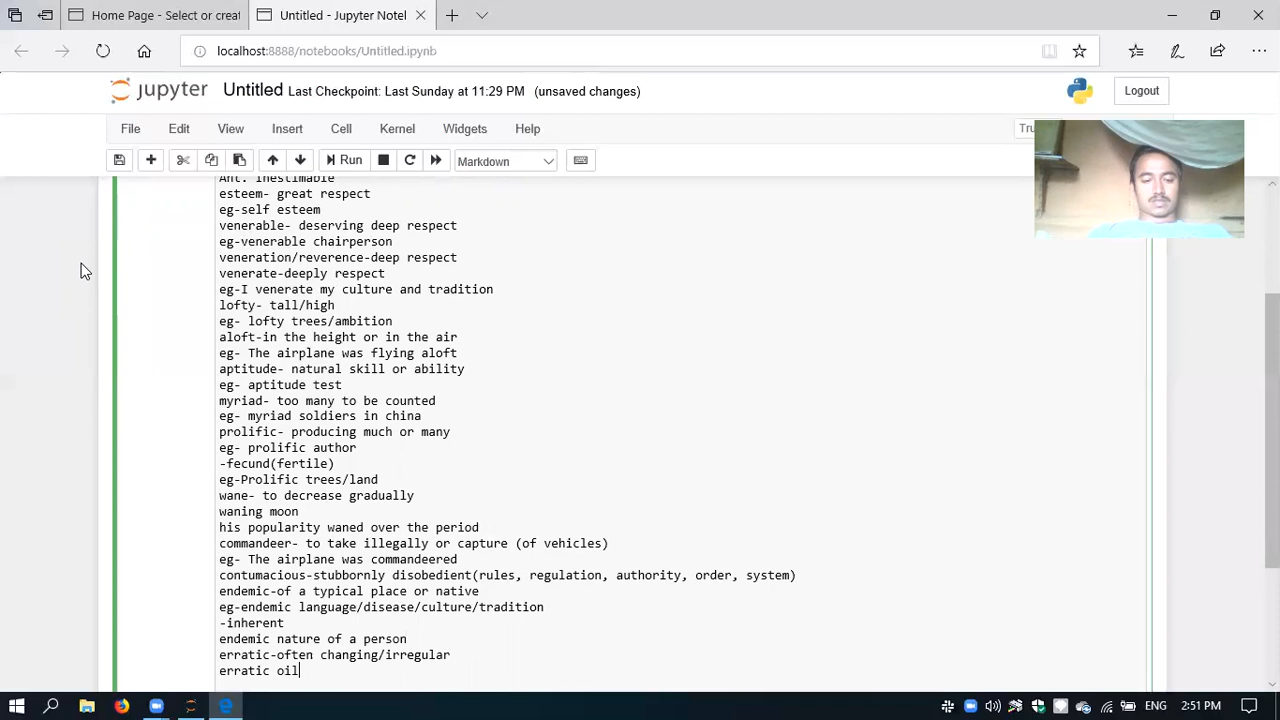 Home Page - Select or creat
Untitled - Jupyter Notel
localhost:8888/notebooks/Untitled.ipynb
jupyter Untitled Last Checkpoint: Last Sunday at 11:29 PM (unsaved changes)
Logout
File Edit View Insert Cell Kernel Widgets Help
Tru
Run
Markdown
Ant. inestimable
esteem- great respect
eg-self esteem
venerable- deserving deep respect
eg-venerable chairperson
veneration/reverence-deep respect
venerate-deeply respect
eg-I venerate my culture and tradition
lofty- tall/high
eg- lofty trees/ambition
aloft-in the height or in the air
eg- The airplane was flying aloft
aptitude- natural skill or ability
eg- aptitude test
myriad- too many to be counted
eg- myriad soldiers in china
prolific- producing much or many
eg- prolific author
-fecund(fertile)
eg-Prolific trees/land
wane- to decrease gradually
waning moon
his popularity waned over the period
commandeer- to take illegally or capture (of vehicles)
eg- The airplane was commandeered
contumacious-stubbornly disobedient(rules, regulation, authority, order, system)
endemic-of a typical place or native
eg-endemic language/disease/culture/tradition
-inherent
endemic nature of a person
erratic-often changing/irregular
erratic oil
ENG 2:51 PM